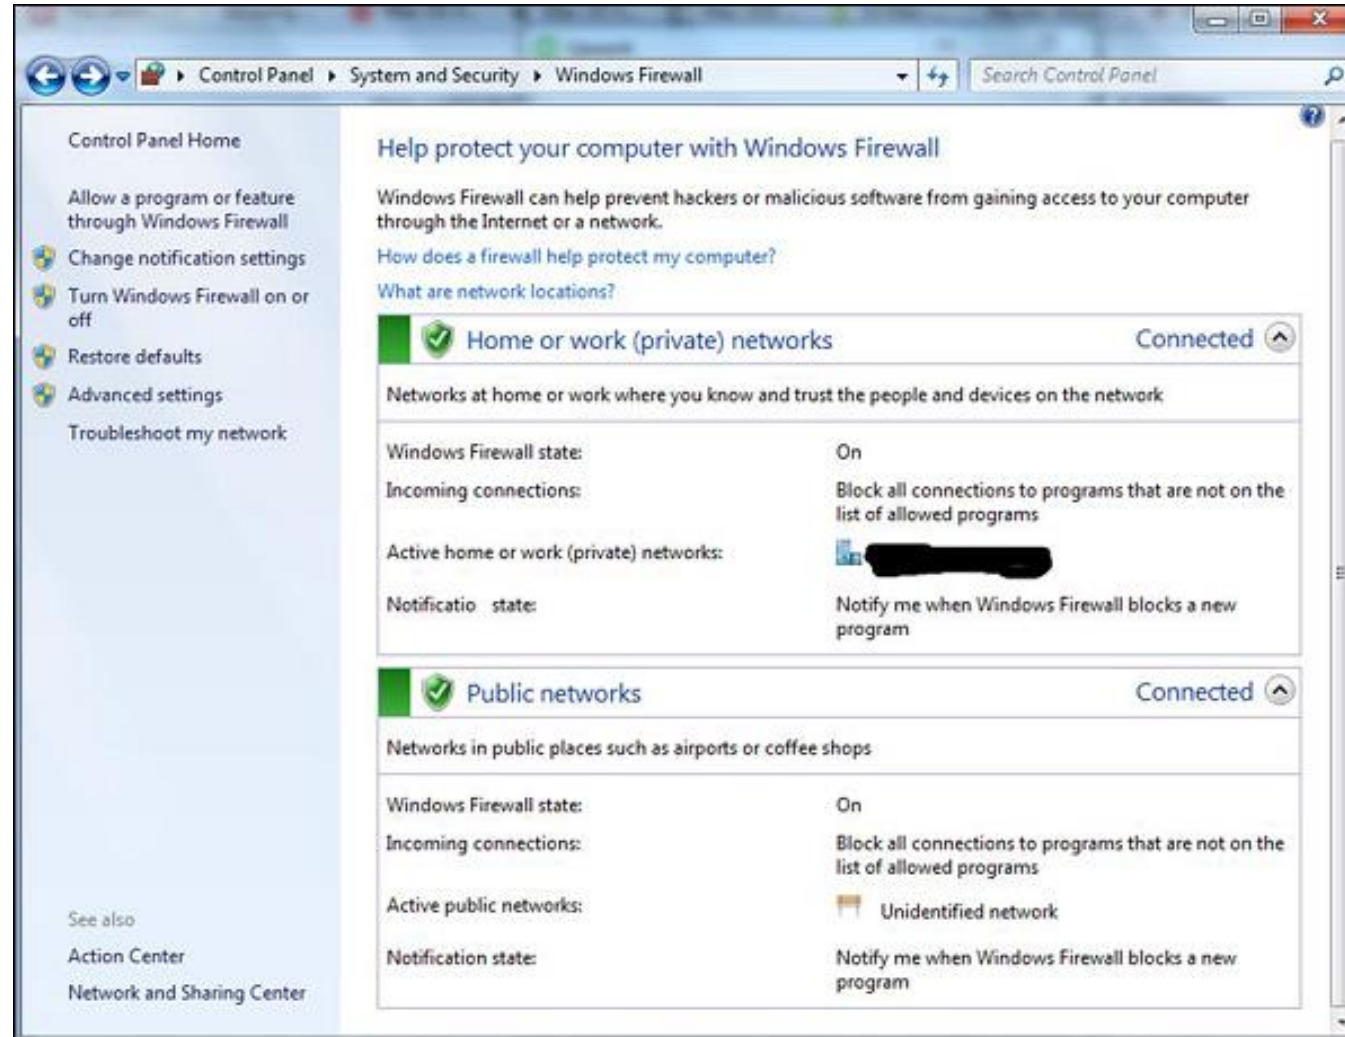 Control Panel ▸ System and Security ▸ Windows Firewall
Search Control Panel
Control Panel Home
Allow a program or feature
through Windows Firewall
Change notification settings
Turn Windows Firewall on or
off
Restore defaults
Advanced settings
Troubleshoot my network
See also
Action Center
Network and Sharing Center
Help protect your computer with Windows Firewall
Windows Firewall can help prevent hackers or malicious software from gaining access to your computer
through the Internet or a network.
How does a firewall help protect my computer?
What are network locations?
Home or work (private) networks Connected
Networks at home or work where you know and trust the people and devices on the network
Windows Firewall state: On
Incoming connections: Block all connections to programs that are not on the
list of allowed programs
Active home or work (private) networks:
Notificatio state: Notify me when Windows Firewall blocks a new
program
Public networks Connected
Networks in public places such as airports or coffee shops
Windows Firewall state: On
Incoming connections: Block all connections to programs that are not on the
list of allowed programs
Active public networks: Unidentified network
Notification state: Notify me when Windows Firewall blocks a new
program